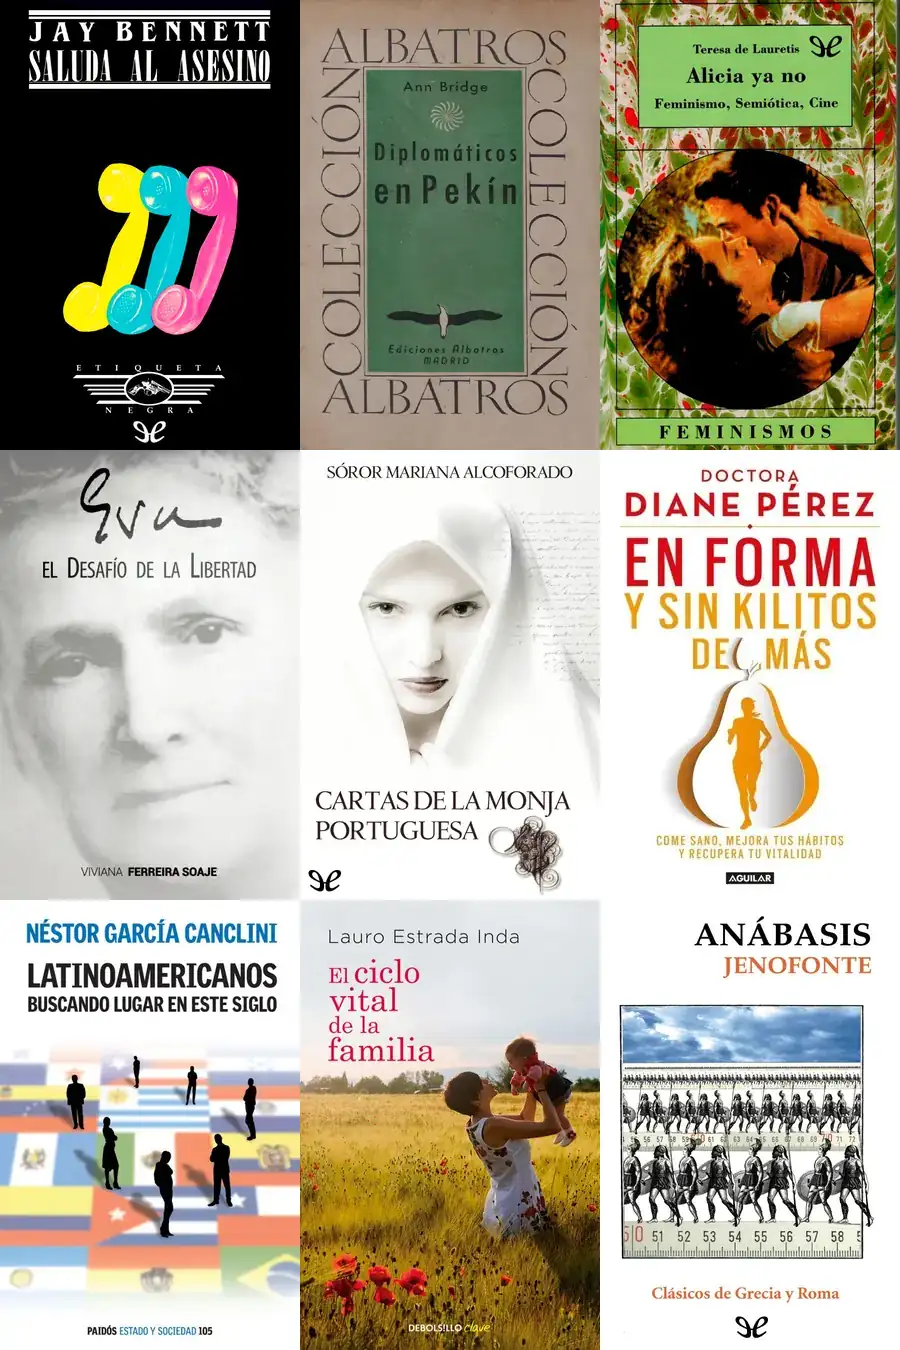 JAY BENNETT
SALUDA AL ASESINO
ETIQUETA
NEGRA
ALBATROS
COLECCIÓN
COLECCIÓN
ALBATROS
Ann Bridge
Diplomáticos
en Pekín
Ediciones Albatros
MADRID
Teresa de Lauretis
Alicia ya no
Feminismo, Semiótica, Cine
FEMINISMOS
Eva
EL DESAFÍO DE LA LIBERTAD
VIVIANA FERREIRA SOAJE
SÓROR MARIANA ALCOFORADO
CARTAS DE LA MONJA
PORTUGUESA
DOCTORA
DIANE PÉREZ
EN FORMA
Y SIN KILITOS
DE MÁS
COME SANO, MEJORA TUS HÁBITOS
Y RECUPERA TU VITALIDAD
AGUILAR
NÉSTOR GARCÍA CANCLINI
LATINOAMERICANOS
BUSCANDO LUGAR EN ESTE SIGLO
PAIDÓS ESTADO Y SOCIEDAD 105
Lauro Estrada Inda
El ciclo
vital
de la
familia
DEBOLS!LLO clave
ANÁBASIS
JENOFONTE
50 51 52 53 54 55 56 57 58
Clásicos de Grecia y Roma